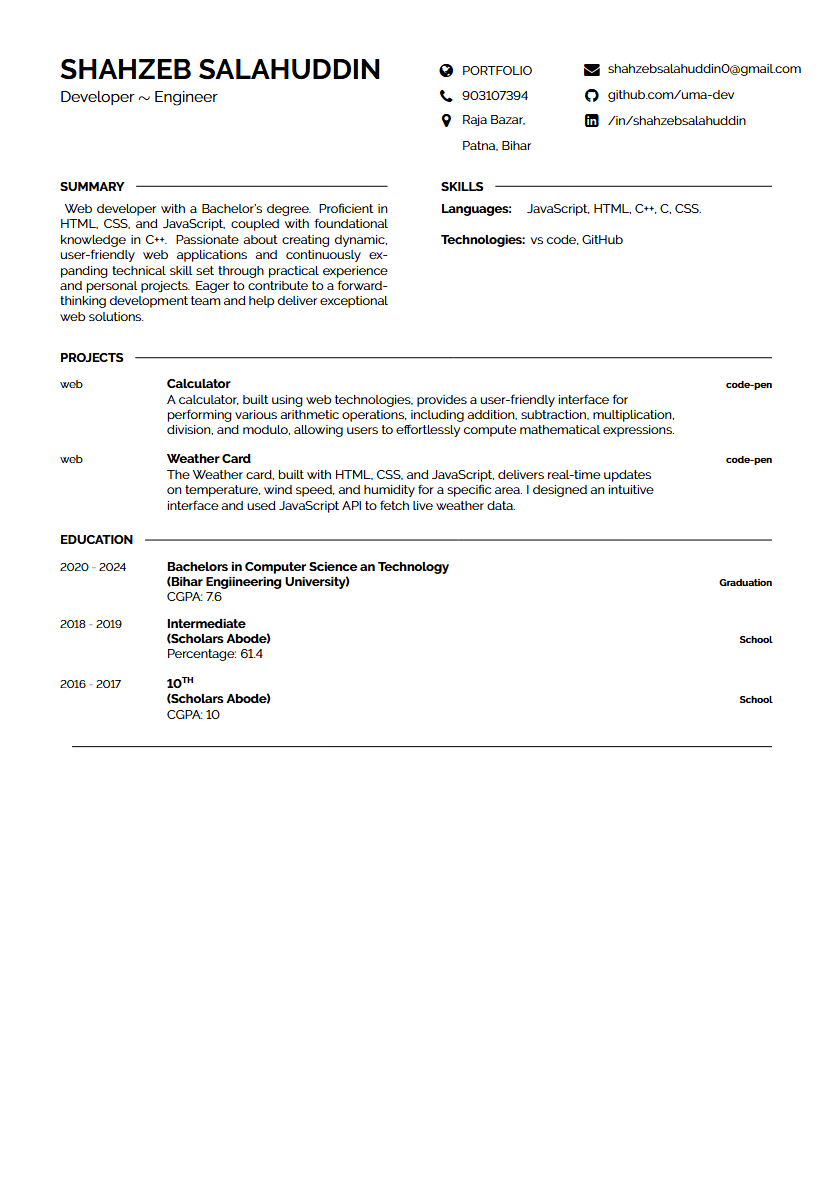 SHAHZEB SALAHUDDIN
Developer ~ Engineer
PORTFOLIO
903107394
Raja Bazar,
Patna, Bihar
shahzebsalahuddin0@gmail.com
github.com/uma-dev
/in/shahzebsalahuddin
SUMMARY
Web developer with a Bachelor's degree. Proficient in
HTML, CSS, and JavaScript, coupled with foundational
knowledge in C++. Passionate about creating dynamic,
user-friendly web applications and continuously ex-
panding technical skill set through practical experience
and personal projects. Eager to contribute to a forward-
thinking development team and help deliver exceptional
web solutions.
SKILLS
Languages: JavaScript, HTML, C++, C, CSS.
Technologies: vs code, GitHub
PROJECTS
web Calculator code-pen
A calculator, built using web technologies, provides a user-friendly interface for
performing various arithmetic operations, including addition, subtraction, multiplication,
division, and modulo, allowing users to effortlessly compute mathematical expressions.
web Weather Card code-pen
The Weather card, built with HTML, CSS, and JavaScript, delivers real-time updates
on temperature, wind speed, and humidity for a specific area. I designed an intuitive
interface and used JavaScript API to fetch live weather data.
EDUCATION
2020 - 2024 Bachelors in Computer Science an Technology
(Bihar Engiineering University) Graduation
CGPA: 7.6
2018 - 2019 Intermediate
(Scholars Abode) School
Percentage: 61.4
2016 - 2017 10TH
(Scholars Abode) School
CGPA: 10